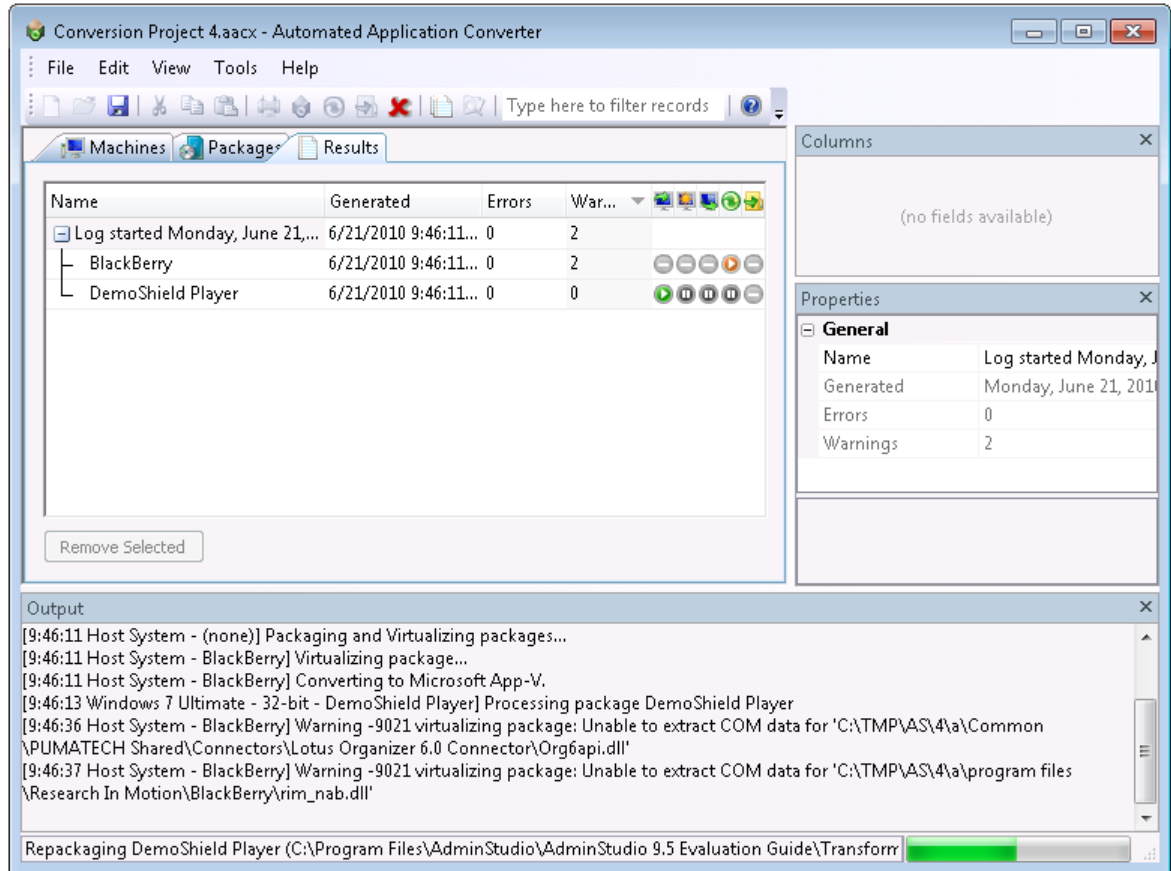 Conversion Project 4.aacx - Automated Application Converter
File Edit View Tools Help
Type here to filter records
Machines Packages Results
Name Generated Errors War...
Log started Monday, June 21,... 6/21/2010 9:46:11... 0 2
BlackBerry 6/21/2010 9:46:11... 0 2
DemoShield Player 6/21/2010 9:46:11... 0 0
Remove Selected
Columns
(no fields available)
Properties
General
Name Log started Monday, J
Generated Monday, June 21, 201
Errors 0
Warnings 2
Output
[9:46:11 Host System - (none)] Packaging and Virtualizing packages...
[9:46:11 Host System - BlackBerry] Virtualizing package...
[9:46:11 Host System - BlackBerry] Converting to Microsoft App-V.
[9:46:13 Windows 7 Ultimate - 32-bit - DemoShield Player] Processing package DemoShield Player
[9:46:36 Host System - BlackBerry] Warning -9021 virtualizing package: Unable to extract COM data for 'C:\TMP\AS\4\a\Common
\PUMATECH Shared\Connectors\Lotus Organizer 6.0 Connector\Org6api.dll'
[9:46:37 Host System - BlackBerry] Warning -9021 virtualizing package: Unable to extract COM data for 'C:\TMP\AS\4\a\program files
\Research In Motion\BlackBerry\rim_nab.dll'
Repackaging DemoShield Player (C:\Program Files\AdminStudio\AdminStudio 9.5 Evaluation Guide\Transform